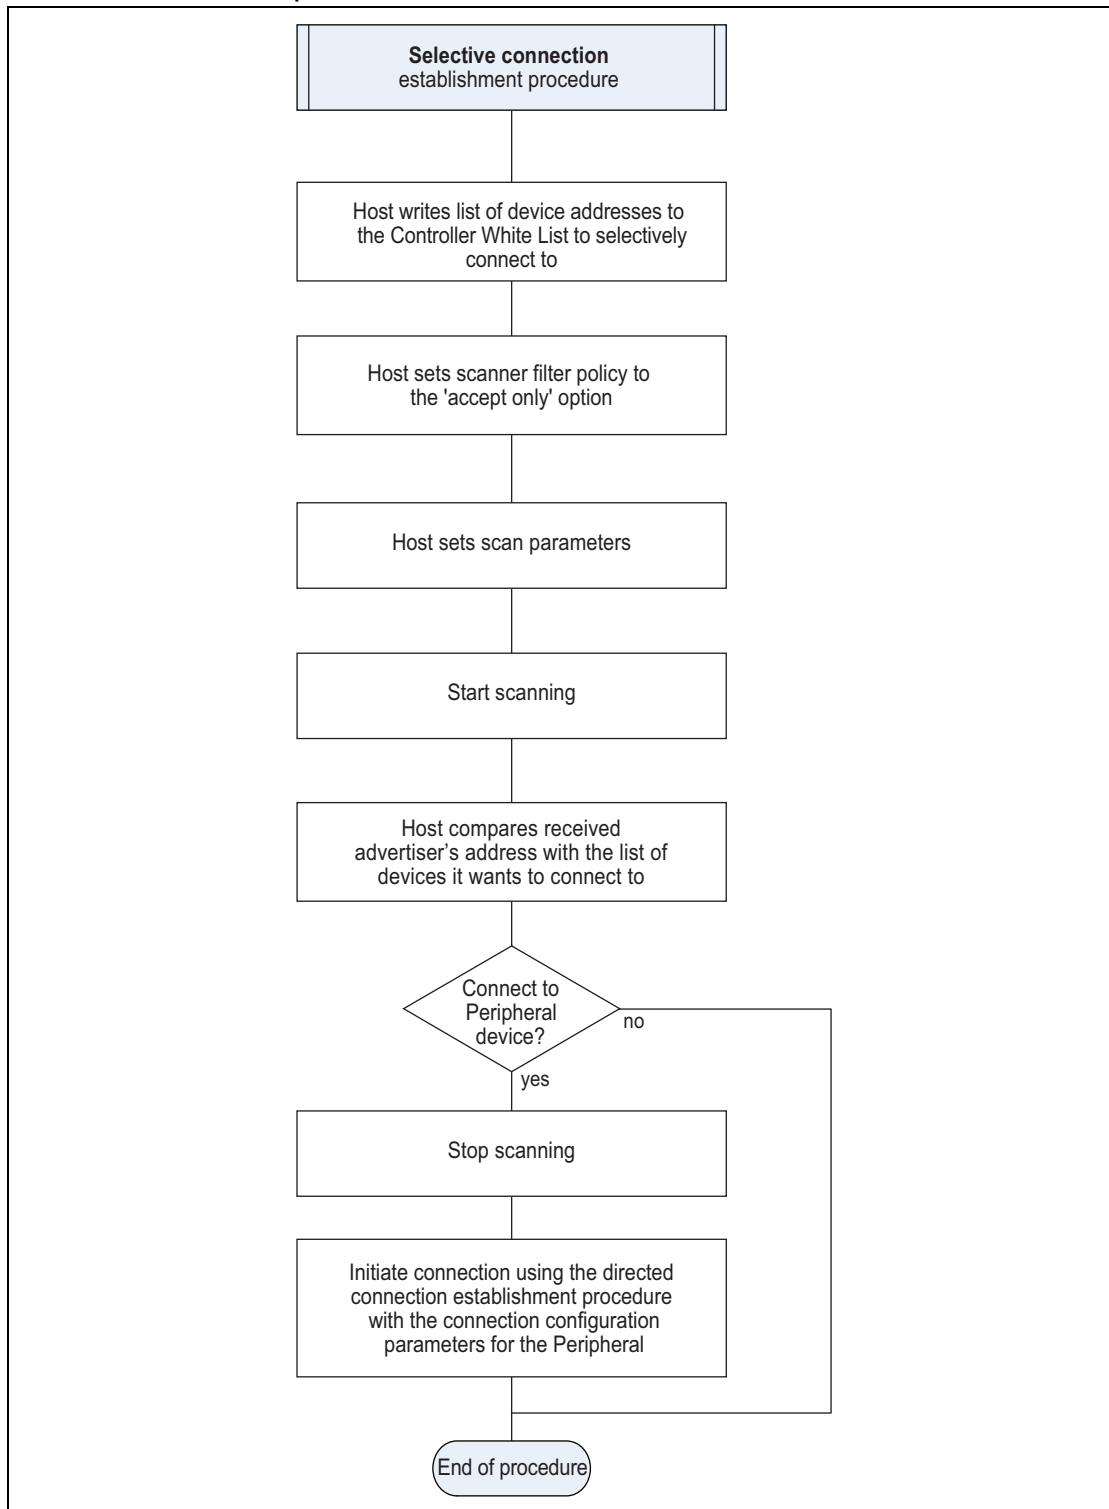 Selective connection
establishment procedure
Host writes list of device addresses to
the Controller White List to selectively
connect to
Host sets scanner filter policy to
the 'accept only' option
Host sets scan parameters
Start scanning
Host compares received
advertiser’s address with the list of
devices it wants to connect to
Connect to
Peripheral
device?
no
yes
Stop scanning
Initiate connection using the directed
connection establishment procedure
with the connection configuration
parameters for the Peripheral
End of procedure